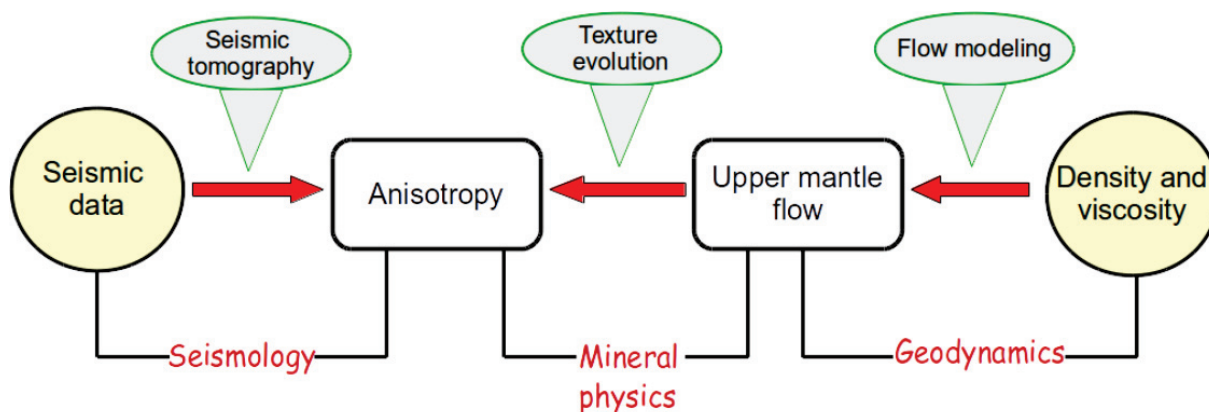 Seismic
tomography
Texture
evolution
Flow modeling
Seismic
data
Anisotropy
Upper mantle
flow
Density and
viscosity
Seismology
Mineral
physics
Geodynamics